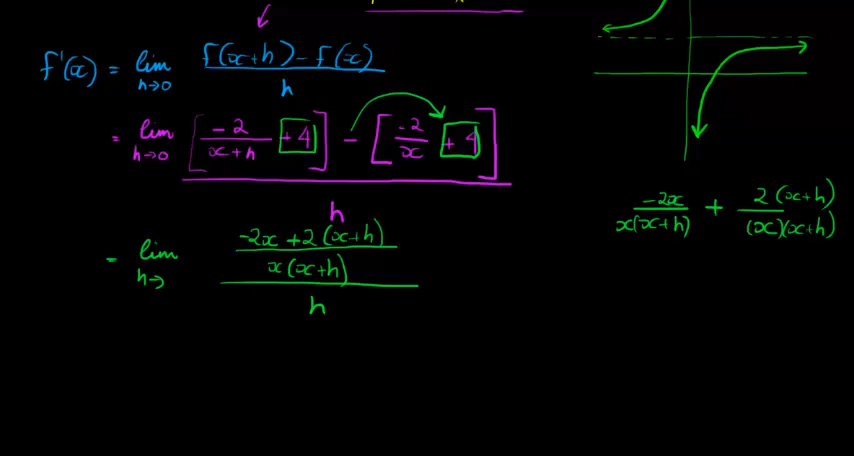 f'(x) = lim h→0 f(x+h) - f(x) / h
= lim h→0 [-2/(x+h) + 4] - [-2/x + 4] / h
-2x / x(x+h) + 2(x+h) / (x)(x+h)
= lim h→ -2x + 2(x+h) / x(x+h) / h